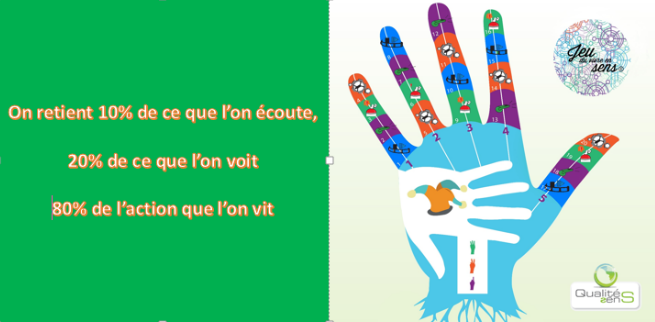 On retient 10% de ce que l’on écoute,
20% de ce que l’on voit
80% de l’action que l’on vit
Jeu
du vivre en
sens
1
2
3
4
5
Qualité
senS